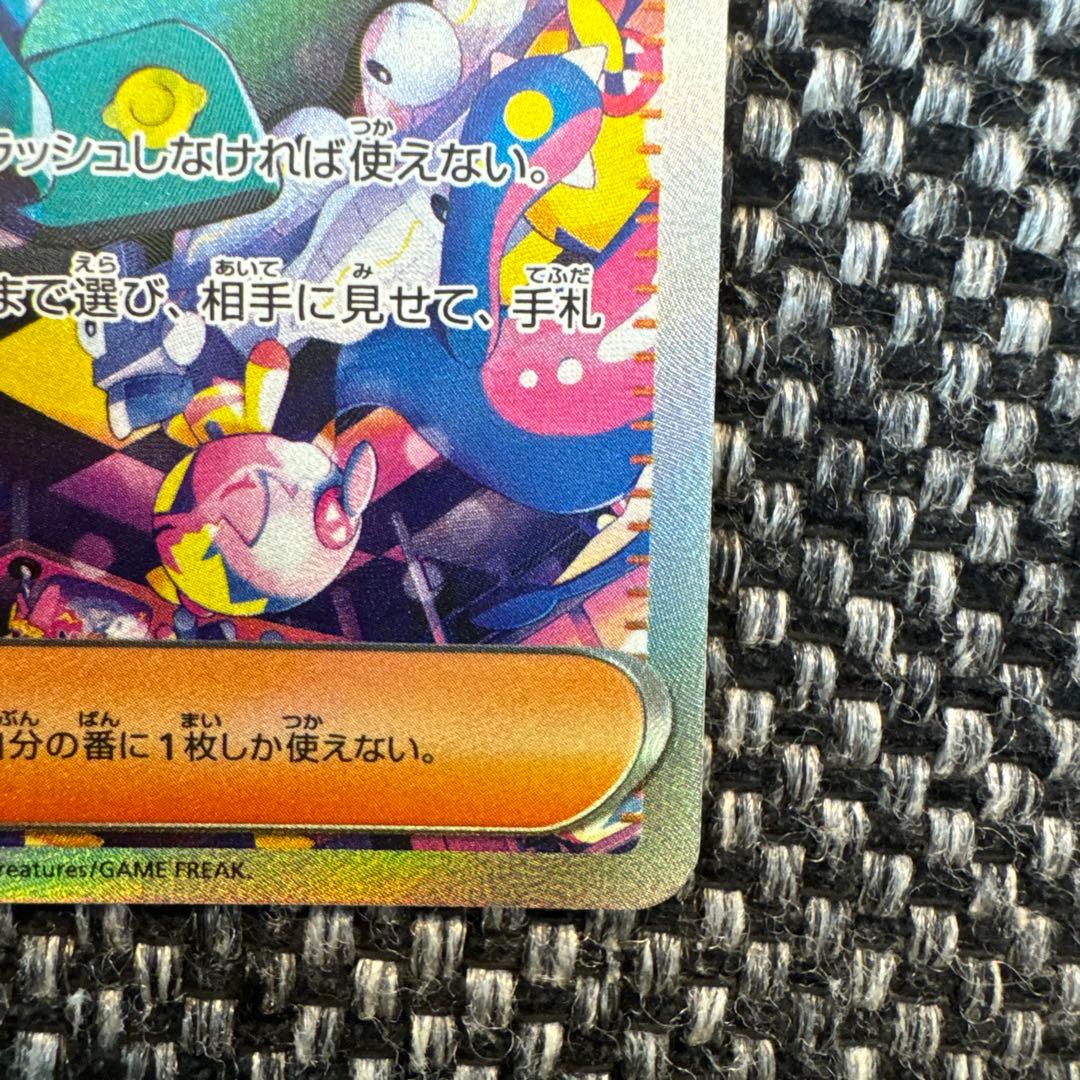 ラッシュしなければ使えない。
まで選び、相手に見せて、手札
自分の番に1枚しか使えない。
reatures/GAME FREAK.